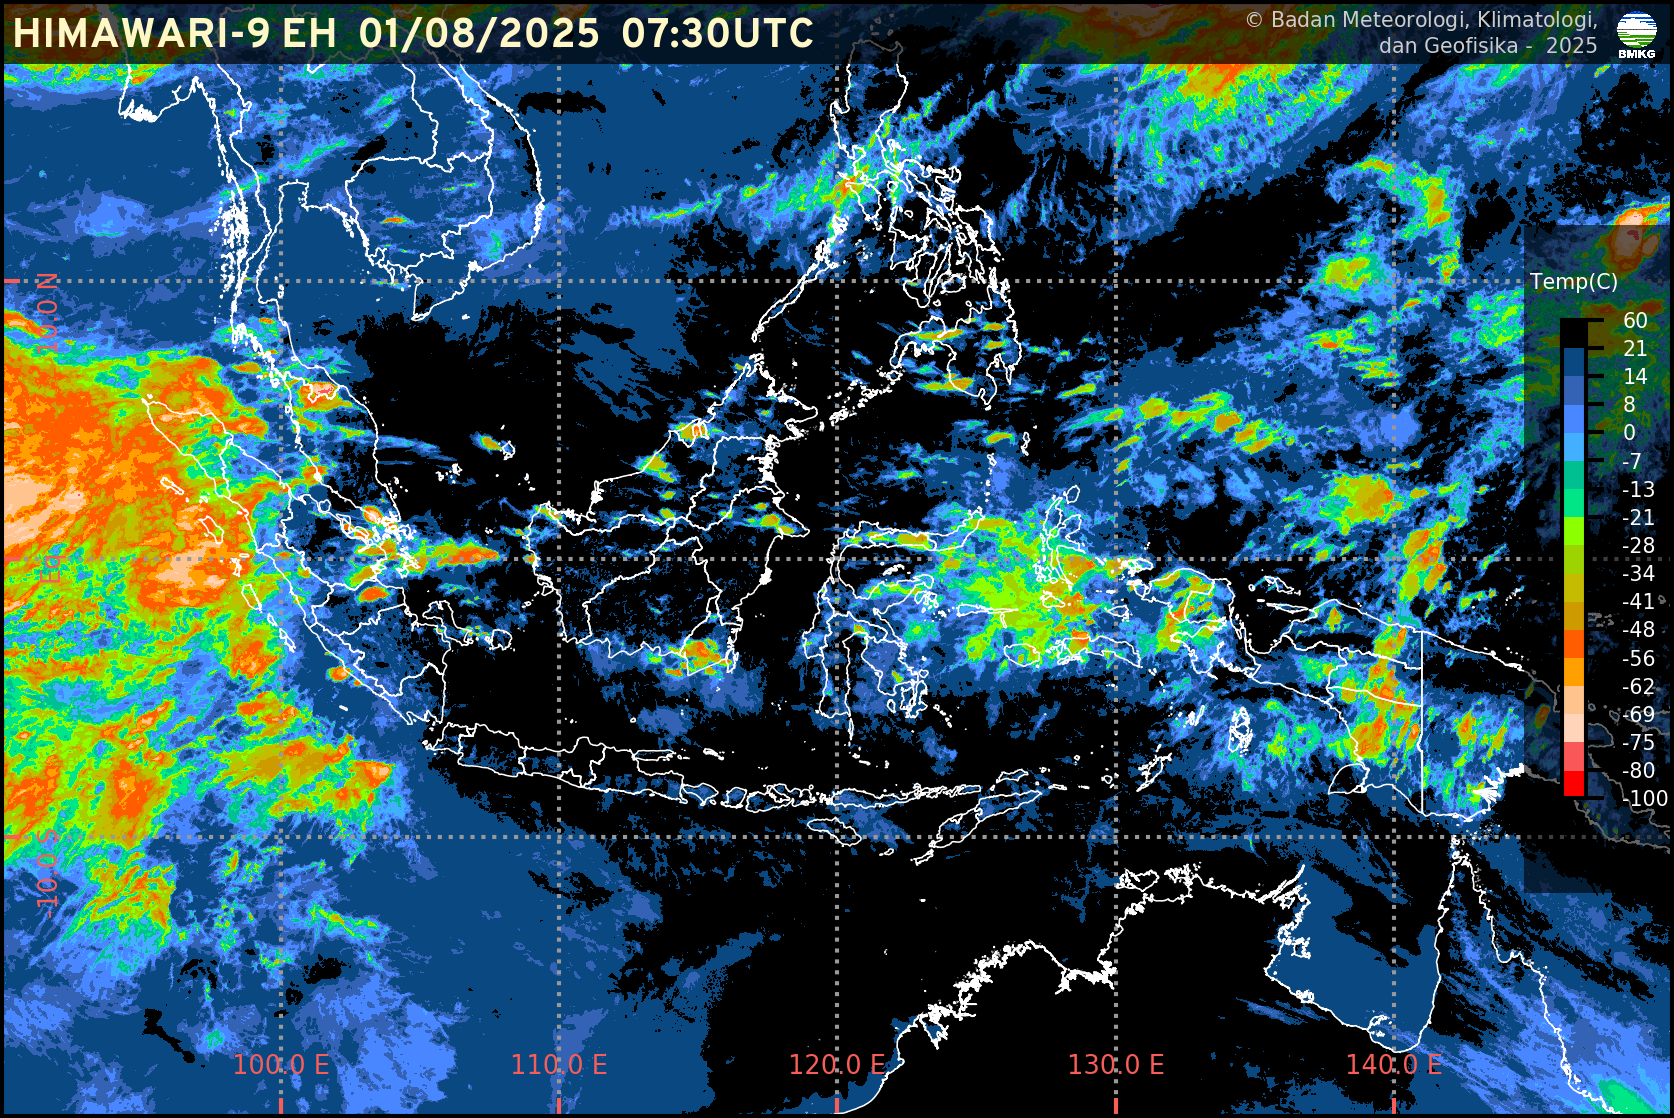 HIMAWARI-9 EH 01/08/2025 07:30UTC
© Badan Meteorologi, Klimatologi,
dan Geofisika - 2025
BMKG
Temp(C)
60
21
14
8
0
-7
-13
-21
-28
-34
-41
-48
-56
-62
-69
-75
-80
-100
10.0 N
Eq
-10.0 S
100.0 E
110.0 E
120.0 E
130.0 E
140.0 E